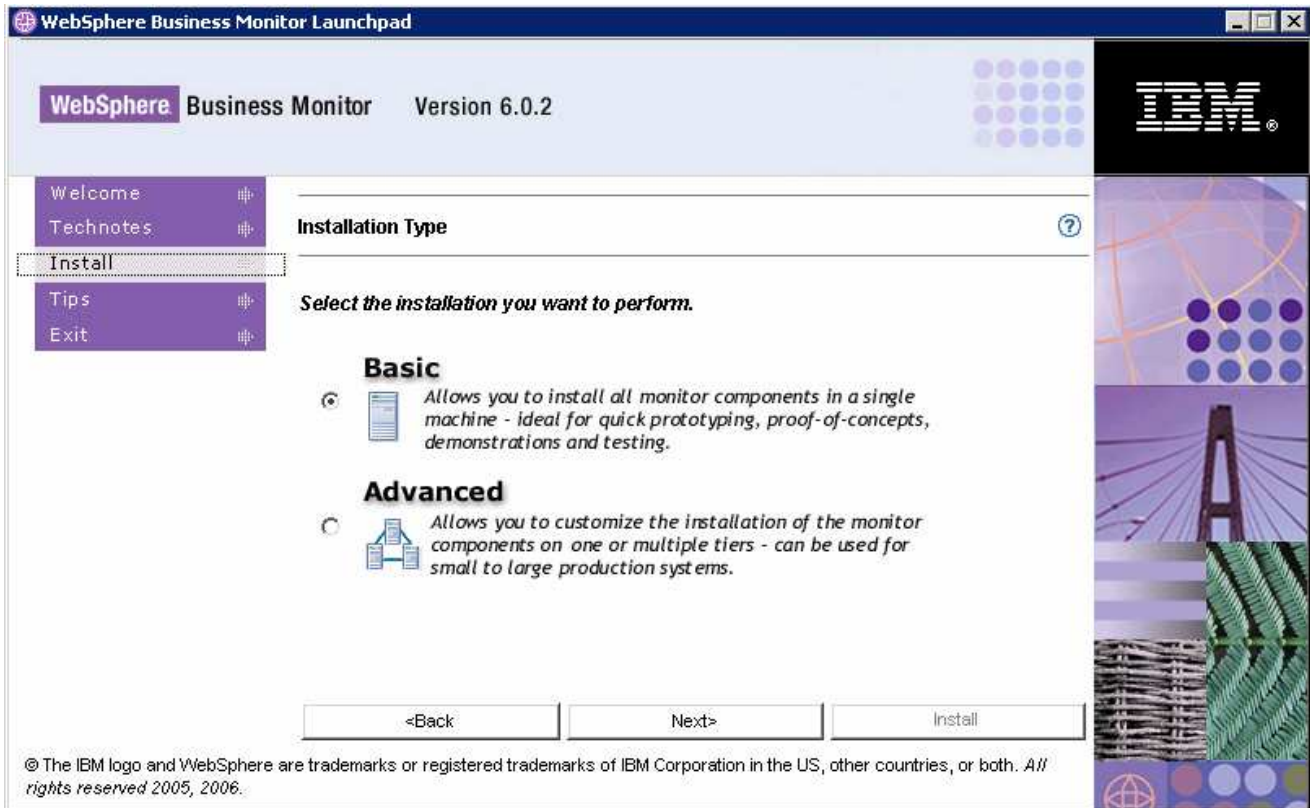 WebSphere Business Monitor Launchpad
WebSphere Business Monitor Version 6.0.2
IBM®
Welcome
Technotes
Install
Tips
Exit
Installation Type
?
Select the installation you want to perform.
Basic
Allows you to install all monitor components in a single
machine - ideal for quick prototyping, proof-of-concepts,
demonstrations and testing.
Advanced
Allows you to customize the installation of the monitor
components on one or multiple tiers - can be used for
small to large production systems.
<Back
Next>
Install
© The IBM logo and WebSphere are trademarks or registered trademarks of IBM Corporation in the US, other countries, or both. All
rights reserved 2005, 2006.